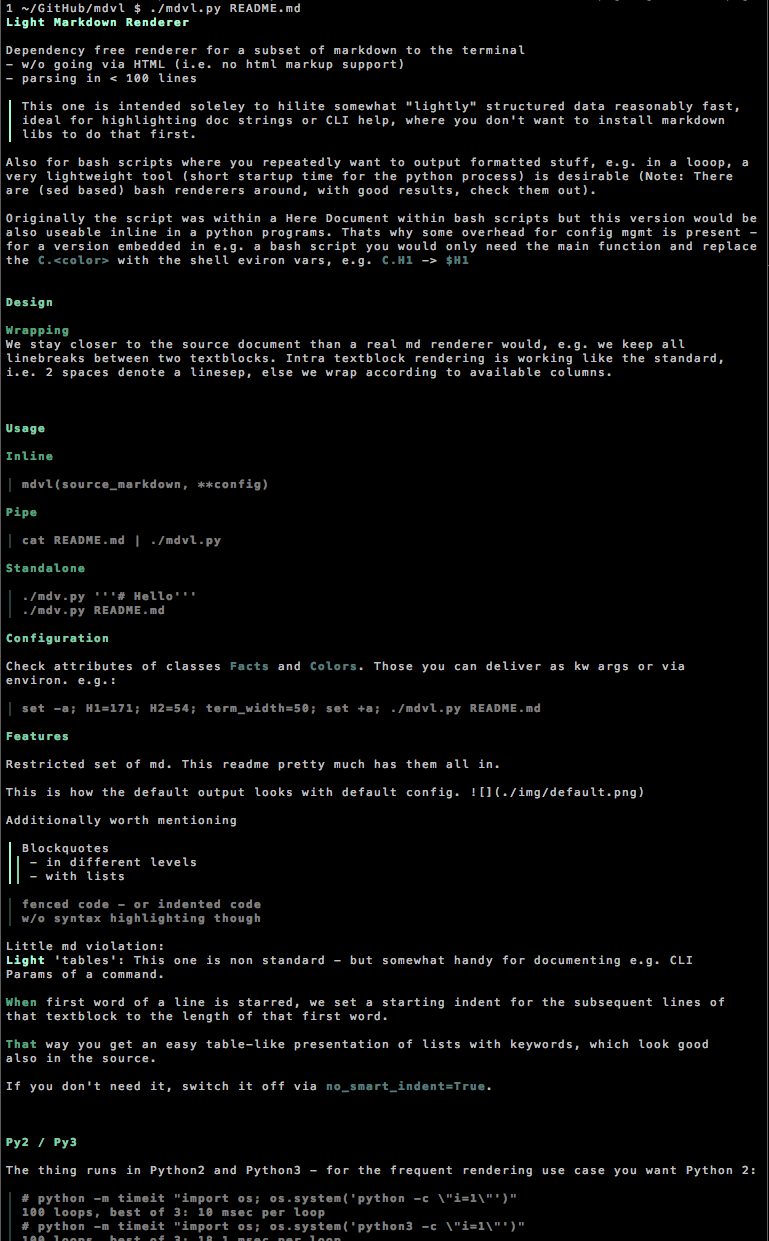 1 ~/GitHub/mdvl $ ./mdvl.py README.md
Light Markdown Renderer
Dependency free renderer for a subset of markdown to the terminal
- w/o going via HTML (i.e. no html markup support)
- parsing in < 100 lines
This one is intended soleley to hilite somewhat "lightly" structured data reasonably fast,
ideal for highlighting doc strings or CLI help, where you don't want to install markdown
libs to do that first.
Also for bash scripts where you repeatedly want to output formatted stuff, e.g. in a looop, a
very lightweight tool (short startup time for the python process) is desirable (Note: There
are (sed based) bash renderers around, with good results, check them out).
Originally the script was within a Here Document within bash scripts but this version would be
also useable inline in a python programs. Thats why some overhead for config mgmt is present -
for a version embedded in e.g. a bash script you would only need the main function and replace
the C.<color> with the shell eviron vars, e.g. C.H1 -> $H1
Design
Wrapping
We stay closer to the source document than a real md renderer would, e.g. we keep all
linebreaks between two textblocks. Intra textblock rendering is working like the standard,
i.e. 2 spaces denote a linesep, else we wrap according to available columns.
Usage
Inline
mdvl(source_markdown, **config)
Pipe
cat README.md | ./mdvl.py
Standalone
./mdv.py '''# Hello'''
./mdv.py README.md
Configuration
Check attributes of classes Facts and Colors. Those you can deliver as kw args or via
environ. e.g.:
set -a; H1=171; H2=54; term_width=50; set +a; ./mdvl.py README.md
Features
Restricted set of md. This readme pretty much has them all in.
This is how the default output looks with default config. ![](./img/default.png)
Additionally worth mentioning
Blockquotes
- in different levels
- with lists
fenced code - or indented code
w/o syntax highlighting though
Little md violation:
Light 'tables': This one is non standard - but somewhat handy for documenting e.g. CLI
Params of a command.
When first word of a line is starred, we set a starting indent for the subsequent lines of
that textblock to the length of that first word.
That way you get an easy table-like presentation of lists with keywords, which look good
also in the source.
If you don't need it, switch it off via no_smart_indent=True.
Py2 / Py3
The thing runs in Python2 and Python3 - for the frequent rendering use case you want Python 2:
# python -m timeit "import os; os.system('python -c \"i=1\"')"
100 loops, best of 3: 10 msec per loop
# python -m timeit "import os; os.system('python3 -c \"i=1\"')"
100 loops, best of 3: 18.1 msec per loop